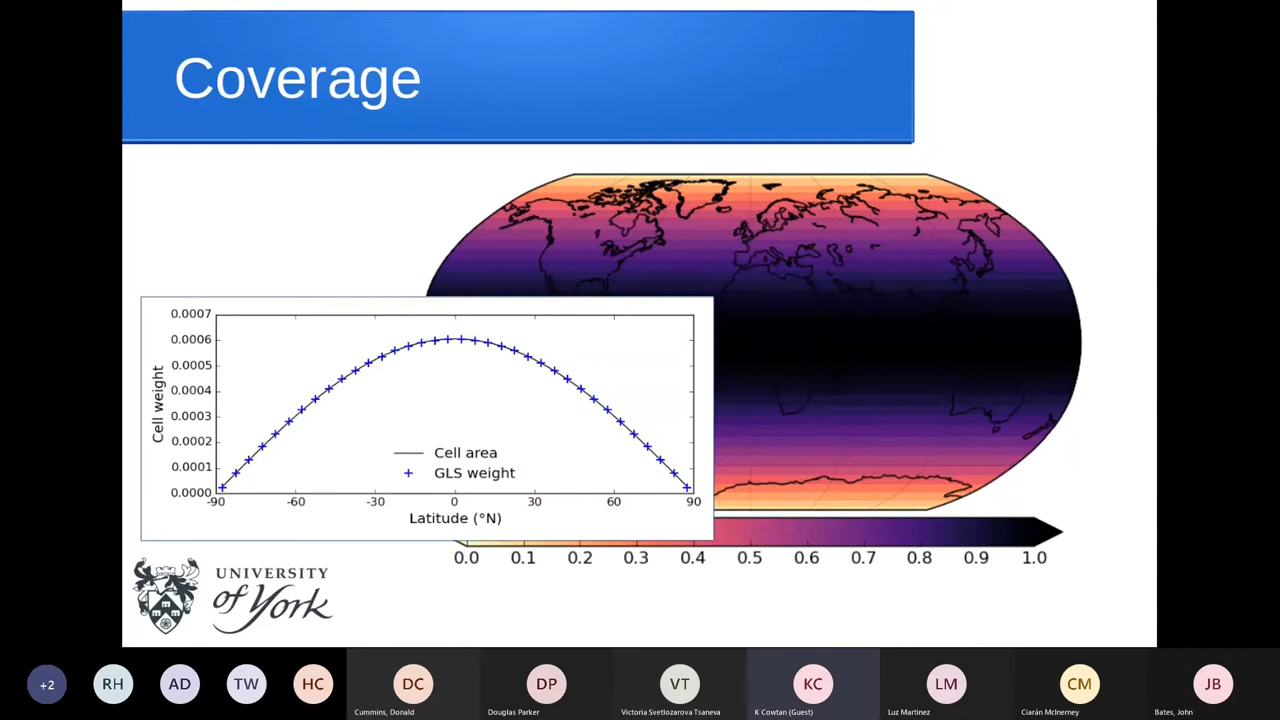 Coverage
0.0007
0.0006
0.0005
0.0004
0.0003
0.0002
0.0001
0.0000
Cell weight
Cell area
GLS weight
-90 -60 -30 0 30 60 90
Latitude (°N)
0.0 0.1 0.2 0.3 0.4 0.5 0.6 0.7 0.8 0.9 1.0
UNIVERSITY
of York
+2 RH AD TW HC DC DP VT KC LM CM JB
Cummins, Donald Douglas Parker Victoria Svetlozarova Tsaneva K Cowtan (Guest) Luz Martinez Ciarán McInerney Bates, John